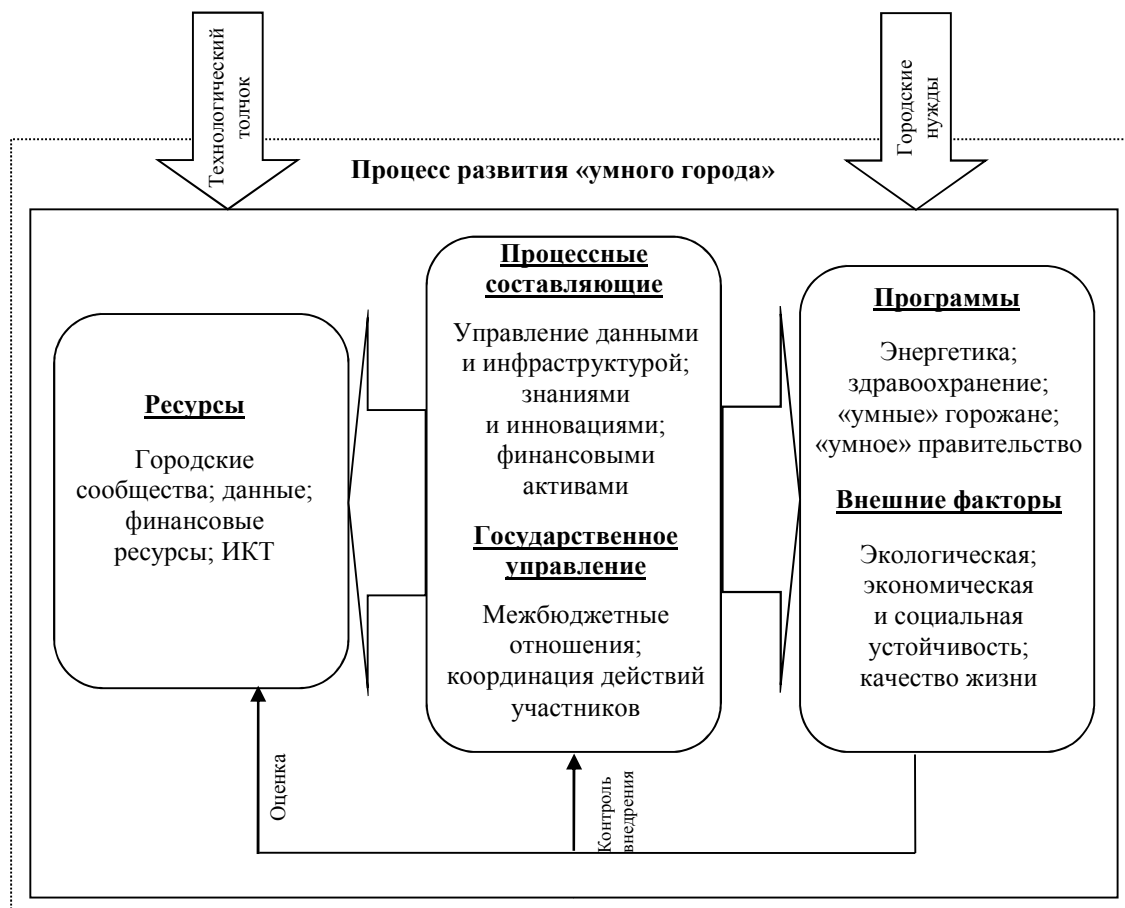 Технологический
толчок
Городские
нужды
Процесс развития «умного города»
Ресурсы
Городские
сообщества; данные;
финансовые
ресурсы; ИКТ
Процессные
составляющие
Управление данными
и инфраструктурой;
знаниями
и инновациями;
финансовыми
активами
Государственное
управление
Межбюджетные
отношения;
координация действий
участников
Программы
Энергетика;
здравоохранение;
«умные» горожане;
«умное» правительство
Внешние факторы
Экологическая;
экономическая
и социальная
устойчивость;
качество жизни
Оценка
Контроль
внедрения